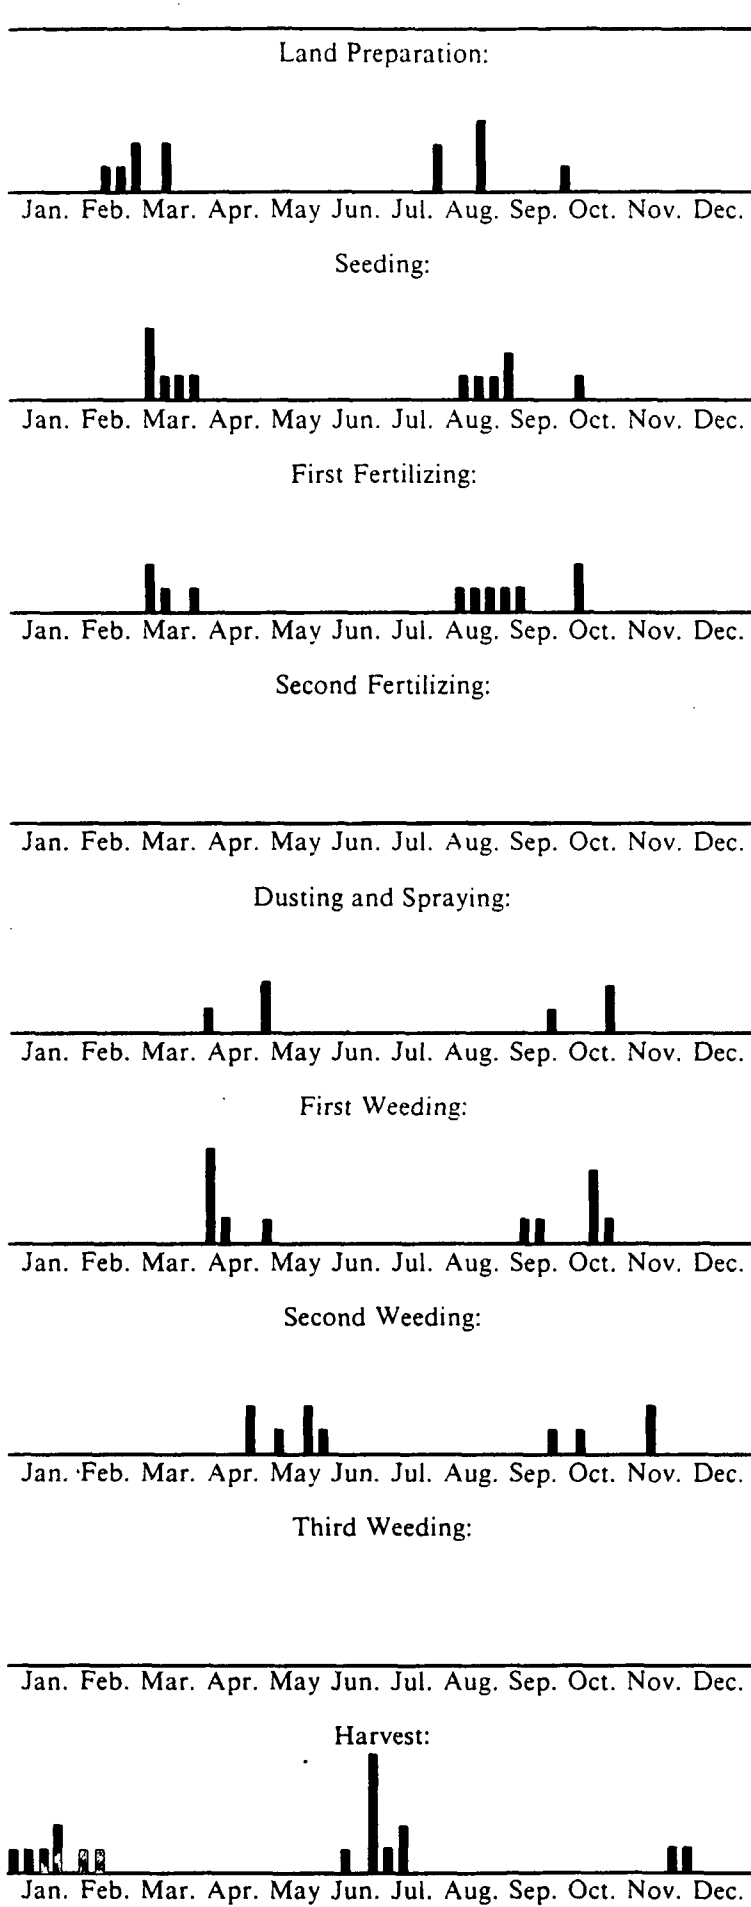 Land Preparation:
Jan. Feb. Mar. Apr. May Jun. Jul. Aug. Sep. Oct. Nov. Dec.
Seeding:
Jan. Feb. Mar. Apr. May Jun. Jul. Aug. Sep. Oct. Nov. Dec.
First Fertilizing:
Jan. Feb. Mar. Apr. May Jun. Jul. Aug. Sep. Oct. Nov. Dec.
Second Fertilizing:
Jan. Feb. Mar. Apr. May Jun. Jul. Aug. Sep. Oct. Nov. Dec.
Dusting and Spraying:
Jan. Feb. Mar. Apr. May Jun. Jul. Aug. Sep. Oct. Nov. Dec.
First Weeding:
Jan. Feb. Mar. Apr. May Jun. Jul. Aug. Sep. Oct. Nov. Dec.
Second Weeding:
Jan. Feb. Mar. Apr. May Jun. Jul. Aug. Sep. Oct. Nov. Dec.
Third Weeding:
Jan. Feb. Mar. Apr. May Jun. Jul. Aug. Sep. Oct. Nov. Dec.
Harvest:
Jan. Feb. Mar. Apr. May Jun. Jul. Aug. Sep. Oct. Nov. Dec.